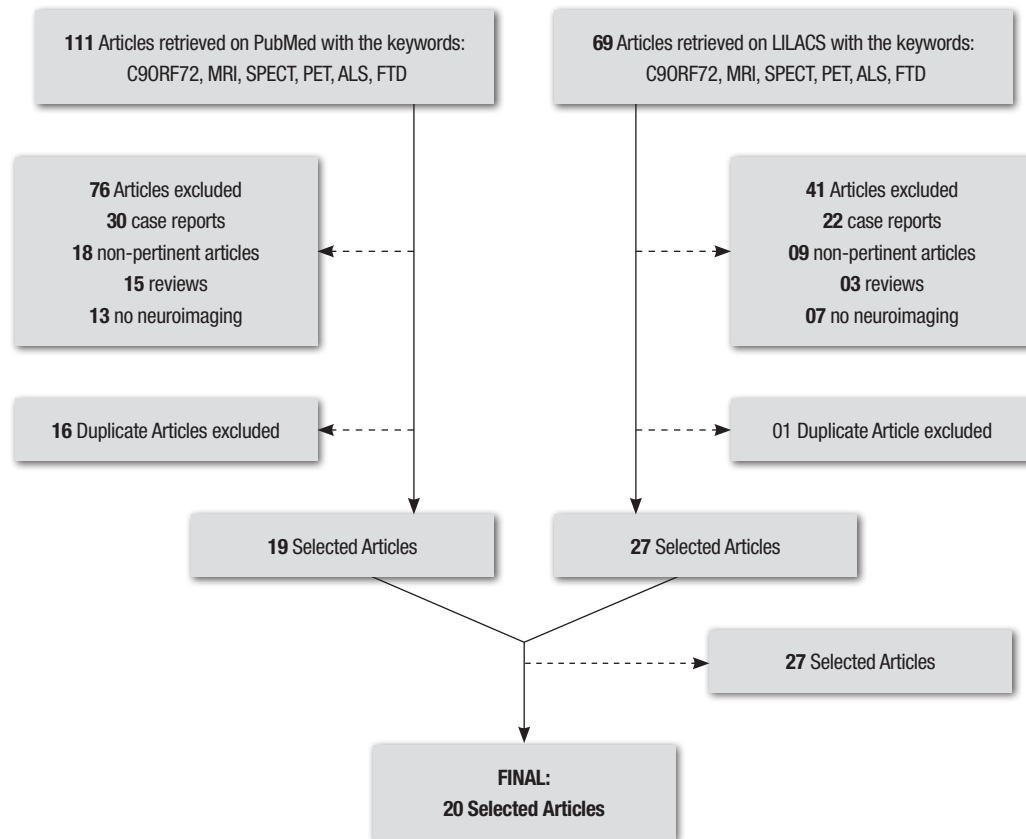 111 Articles retrieved on PubMed with the keywords:
C9ORF72, MRI, SPECT, PET, ALS, FTD
69 Articles retrieved on LILACS with the keywords:
C9ORF72, MRI, SPECT, PET, ALS, FTD
76 Articles excluded
30 case reports
18 non-pertinent articles
15 reviews
13 no neuroimaging
41 Articles excluded
22 case reports
09 non-pertinent articles
03 reviews
07 no neuroimaging
16 Duplicate Articles excluded
01 Duplicate Article excluded
19 Selected Articles
27 Selected Articles
27 Selected Articles
FINAL:
20 Selected Articles